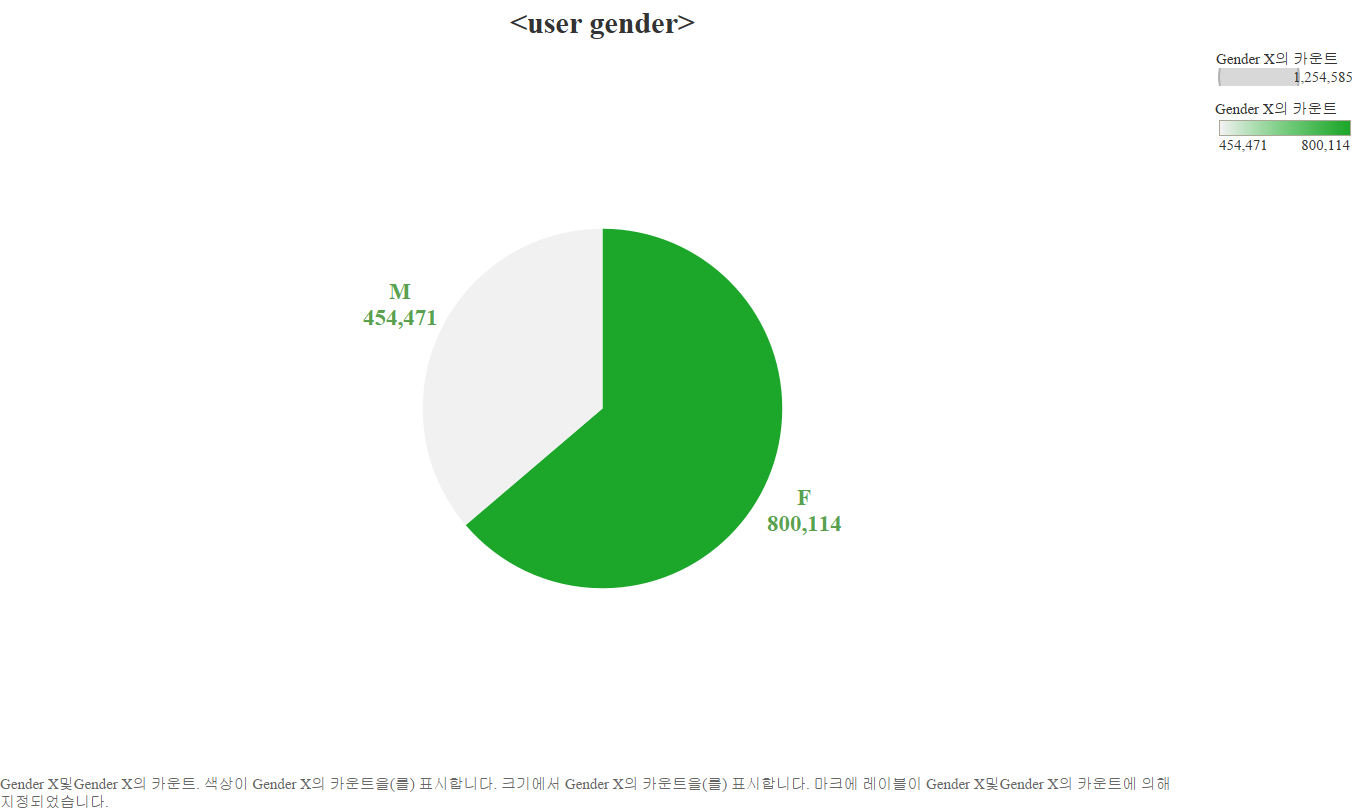 <user gender>
Gender X의 카운트
1,254,585
Gender X의 카운트
454,471 800,114
M
454,471
F
800,114
Gender X및Gender X의 카운트. 색상이 Gender X의 카운트을(를) 표시합니다. 크기에서 Gender X의 카운트을(를) 표시합니다. 마크에 레이블이 Gender X및Gender X의 카운트에 의해
지정되었습니다.